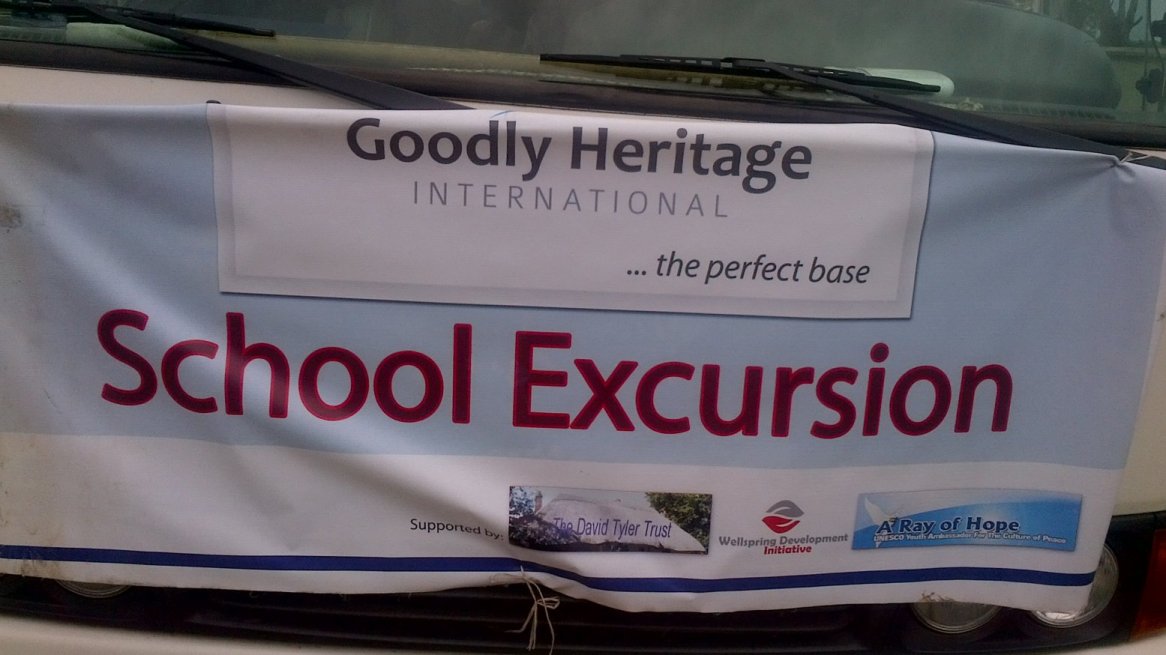 Goodly Heritage
INTERNATIONAL
... the perfect base
School Excursion
Supported by:
The David Tyler Trust
Wellspring Development
Initiative
A Ray of Hope
UNESCO Youth Ambassador For The Culture of Peace